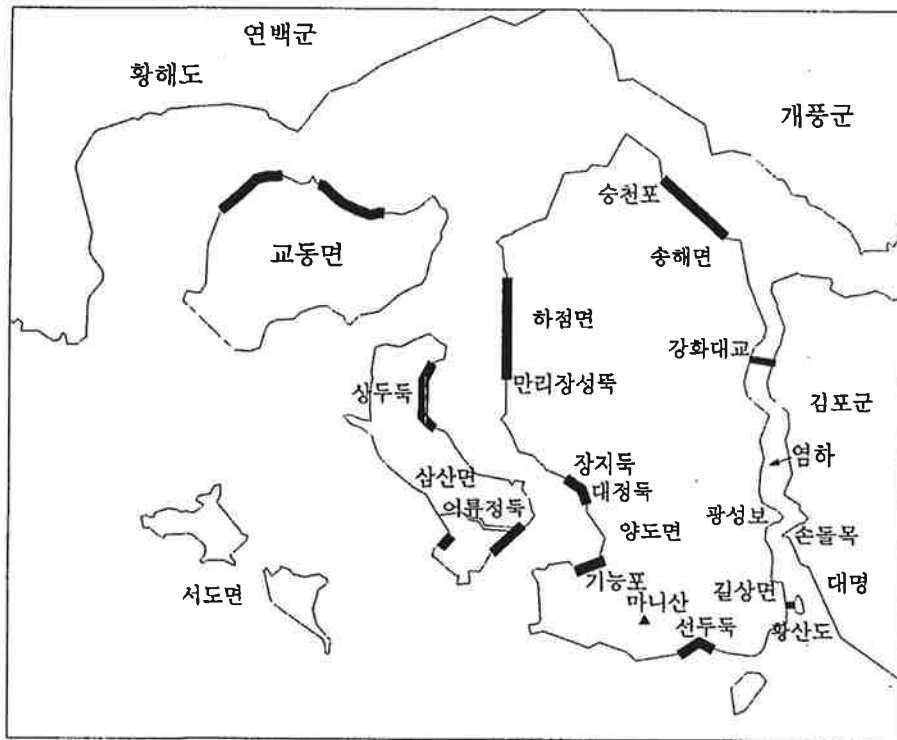 연백군
황해도
개풍군
승천포
송해면
교동면
하점면
강화대교
만리장성뚝
상두둑
김포군
염하
장지둑
대정둑
삼산면
어류정둑
광성보
양도면
손돌목
기능포
길상면
대명
마니산
서도면
선두둑
황산도